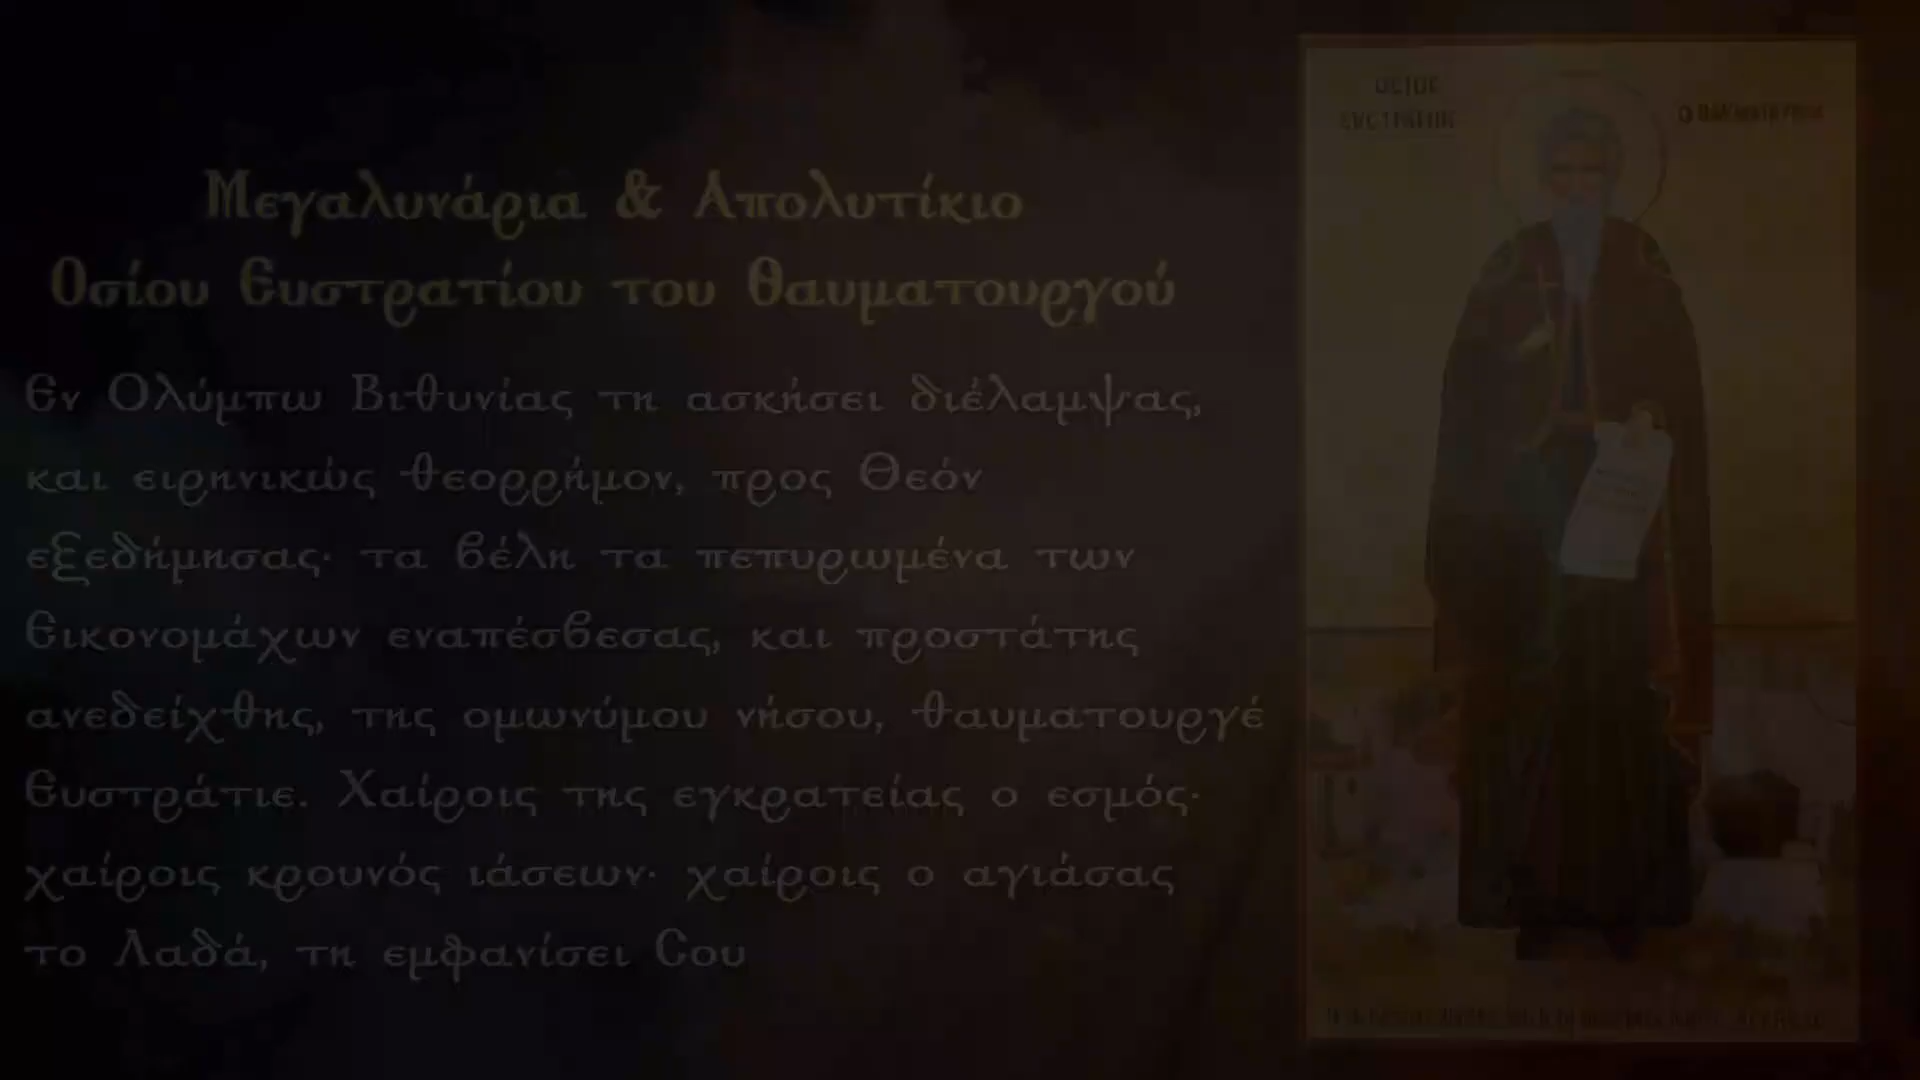 Μεγαλυνάρια & Απολυτίκιο
Οσίου Ευστρατίου του Θαυματουργού
Εν Ολύμπω Βιθυνίας τη ασκήσει διέλαμψας,
και ειρηνικώς θεορρήμον, προς Θεόν
εξεδήμησας· τα βέλη τα πεπυρωμένα των
Εικονομάχων εναπέσβεσας, και προστάτης
ανεδείχθης, της ομωνύμου νήσου, θαυματουργέ
Ευστράτιε. Χαίροις της εγκρατείας ο εσμός·
χαίροις κρουνός ιάσεων· χαίροις ο αγιάσας
το Λαδά, τη εμφανίσει Σου
ΟΣΙΟΣ
ΕΥΣΤΡΑΤΙΟΣ